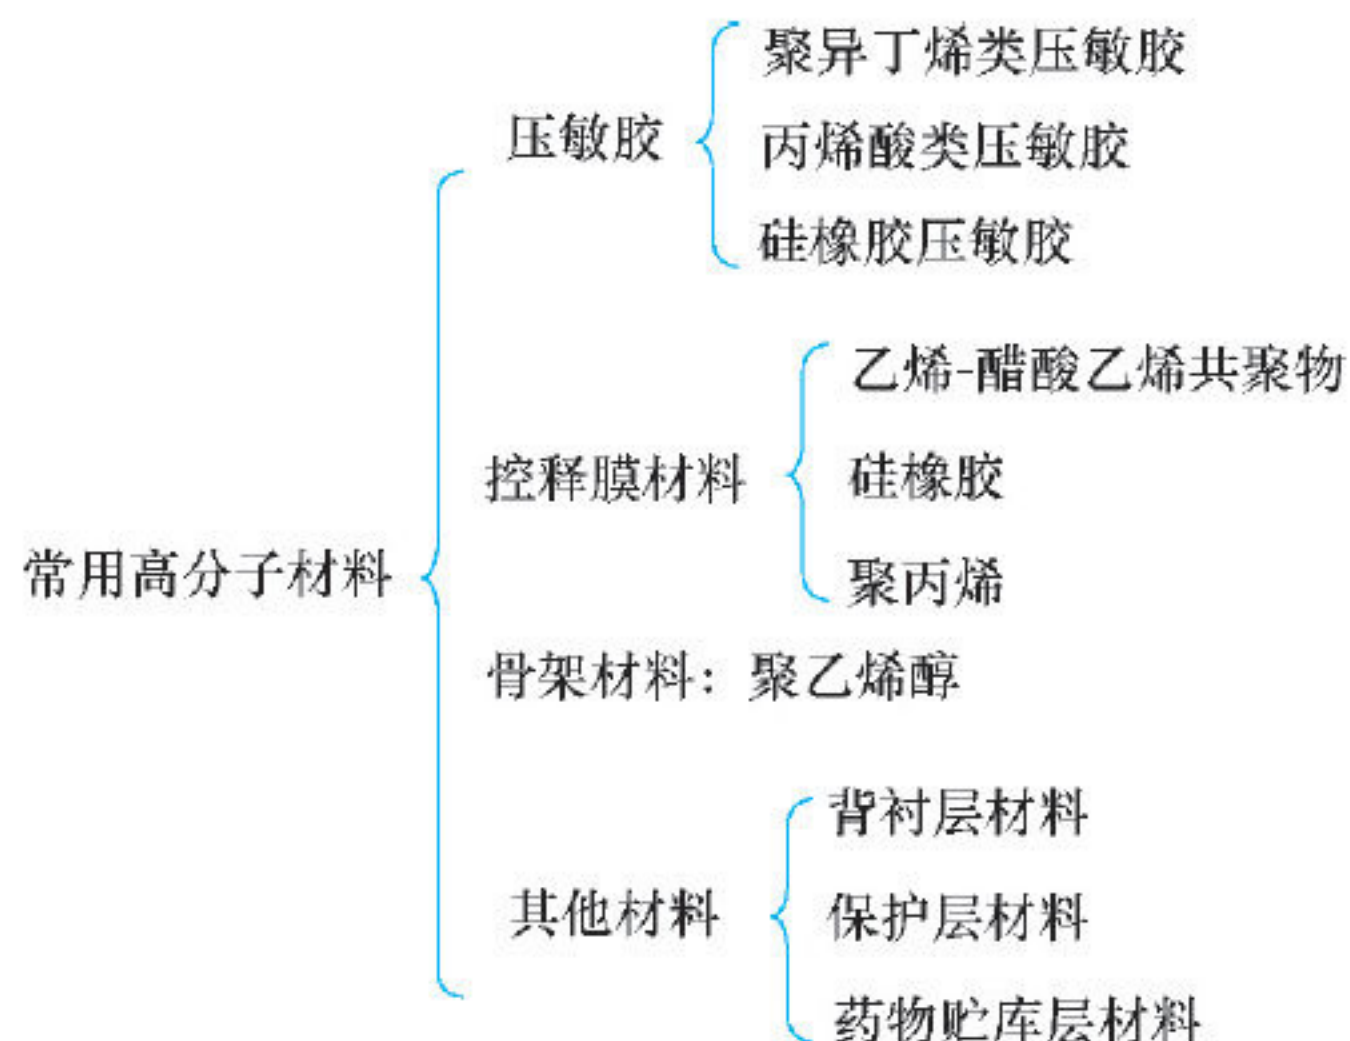 聚异丁烯类压敏胶
压敏胶
丙烯酸类压敏胶
硅橡胶压敏胶
乙烯-醋酸乙烯共聚物
控释膜材料
硅橡胶
常用高分子材料
聚丙烯
骨架材料：聚乙烯醇
背衬层材料
其他材料
保护层材料
药物贮库层材料